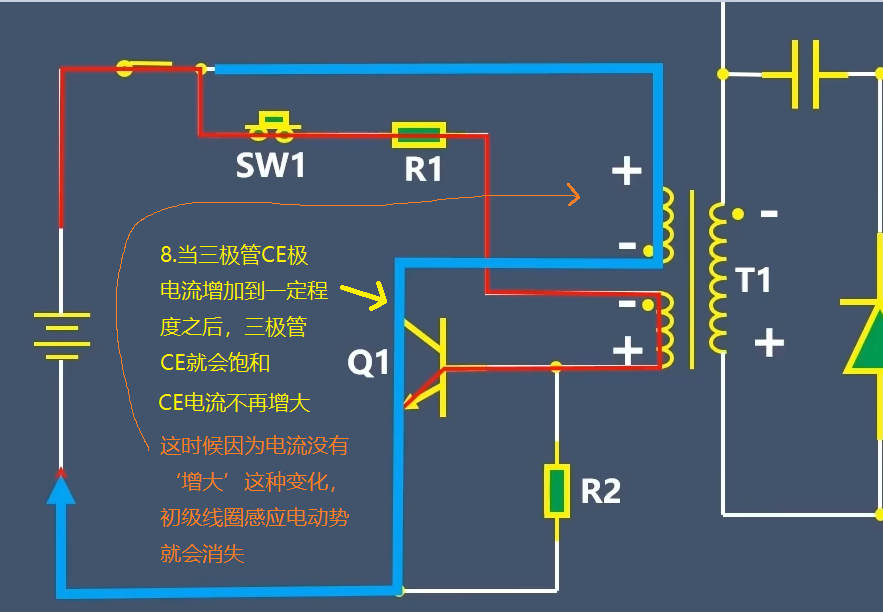 SW1
R1
+
-
-
-
+
T1
+
8.当三极管CE极
电流增加到一定程
度之后，三极管
CE就会饱和
CE电流不再增大
Q1
这时候因为电流没有
‘增大’这种变化，
初级线圈感应电动势
就会消失
R2